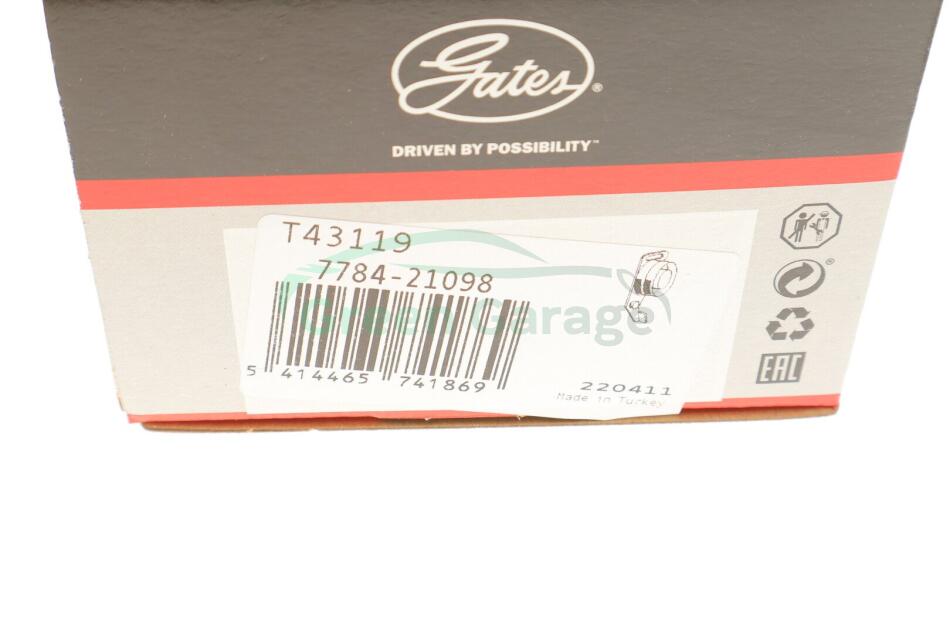 Gates®
DRIVEN BY POSSIBILITY™
T43119
7784-21098
Green Garage
5 414465 741869
220411
Made in Turkey
EAC